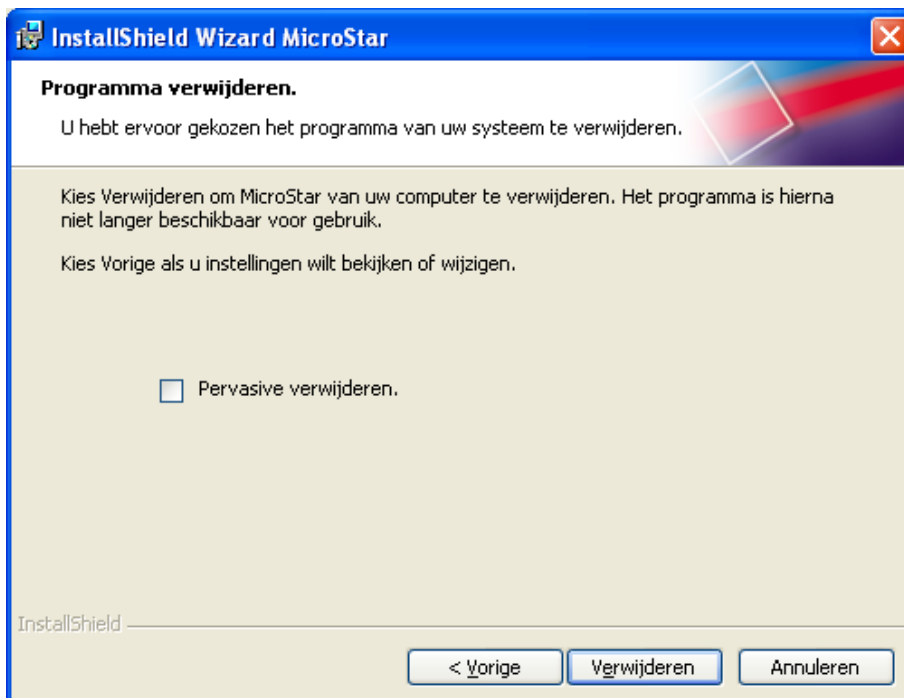 InstallShield Wizard MicroStar
Programma verwijderen.
U hebt ervoor gekozen het programma van uw systeem te verwijderen.
Kies Verwijderen om MicroStar van uw computer te verwijderen. Het programma is hierna
niet langer beschikbaar voor gebruik.
Kies Vorige als u instellingen wilt bekijken of wijzigen.
Pervasive verwijderen.
InstallShield
< Vorige
Verwijderen
Annuleren